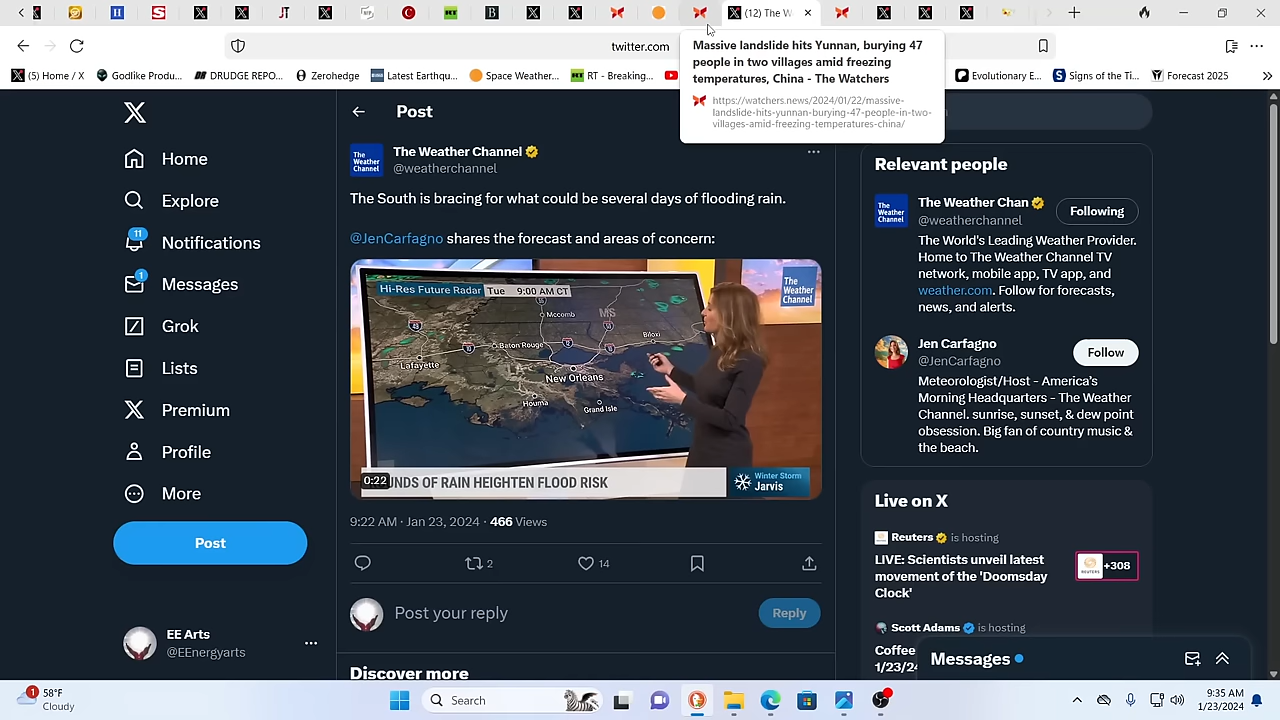 (12) The W
twitter.com
Massive landslide hits Yunnan, burying 47
people in two villages amid freezing
temperatures, China - The Watchers
https://watchers.news/2024/01/22/massive-
landslide-hits-yunnan-burying-47-people-in-two-
villages-amid-freezing-temperatures-china/
(5) Home / X
Godlike Produ...
DRUDGE REPO...
Zerohedge
Latest Earthqu...
Space Weather...
RT - Breaking...
Evolutionary E...
Signs of the Ti...
Forecast 2025
Home
Explore
11
Notifications
1
Messages
Grok
Lists
Premium
Profile
More
Post
EE Arts
@EEnergyarts
Post
The Weather Channel
@weatherchannel
The South is bracing for what could be several days of flooding rain.
@JenCarfagno shares the forecast and areas of concern:
Hi-Res Future Radar Tue 9:00 AM CT
The
Weather
Channel
Mccomb
MS
Biloxi
Baton Rouge
Lafayette
New Orleans
Houma
Grand Isle
0:22
UNDS OF RAIN HEIGHTEN FLOOD RISK
Winter Storm
Jarvis
9:22 AM · Jan 23, 2024 · 466 Views
2
14
Post your reply
Reply
Discover more
Relevant people
The Weather Chan
@weatherchannel
Following
The World's Leading Weather Provider.
Home to The Weather Channel TV
network, mobile app, TV app, and
weather.com. Follow for forecasts,
news, and alerts.
Jen Carfagno
@JenCarfagno
Follow
Meteorologist/Host - America's
Morning Headquarters - The Weather
Channel. sunrise, sunset, & dew point
obsession. Big fan of country music &
the beach.
Live on X
Reuters is hosting
LIVE: Scientists unveil latest
movement of the 'Doomsday
Clock'
+308
Scott Adams is hosting
Coffee
1/23/24
Messages
1
58°F
Cloudy
Search
9:35 AM
1/23/2024